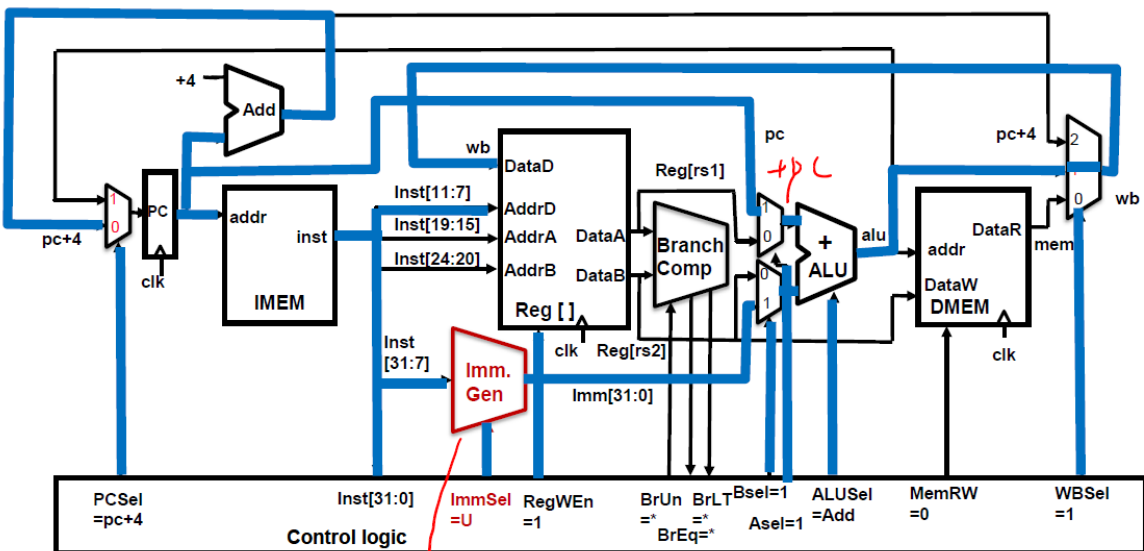 +4
Add
pc
pc+4
2
wb
DataD
Reg[rs1]
+pc
1
Inst[11:7]
AddrD
1
PC
addr
1
alu
0
wb
0
inst
Inst[19:15]
AddrA
DataA
Branch
Comp
0
+
ALU
DataR
mem
pc+4
Inst[24:20]
AddrB
DataB
0
addr
clk
IMEM
1
DataW
DMEM
Reg [ ]
clk
Reg[rs2]
clk
Inst
[31:7]
Imm.
Gen
Imm[31:0]
PCSel
=pc+4
Inst[31:0]
ImmSel
=U
RegWEn
=1
BrUn
=*
BrLT
=*
BrEq=*
Bsel=1
Asel=1
ALUSel
=Add
MemRW
=0
WBSel
=1
Control logic